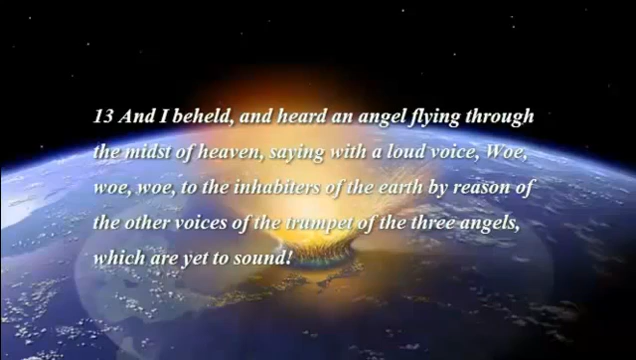 13 And I beheld, and heard an angel flying through
the midst of heaven, saying with a loud voice, Woe,
woe, woe, to the inhabiters of the earth by reason of
the other voices of the trumpet of the three angels,
which are yet to sound!